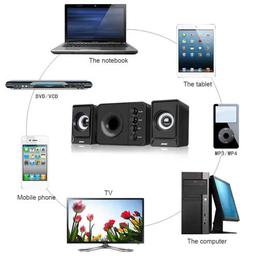 The notebook
The tablet
DVD/VCD
MP3/MP4
Mobile phone
TV
The computer